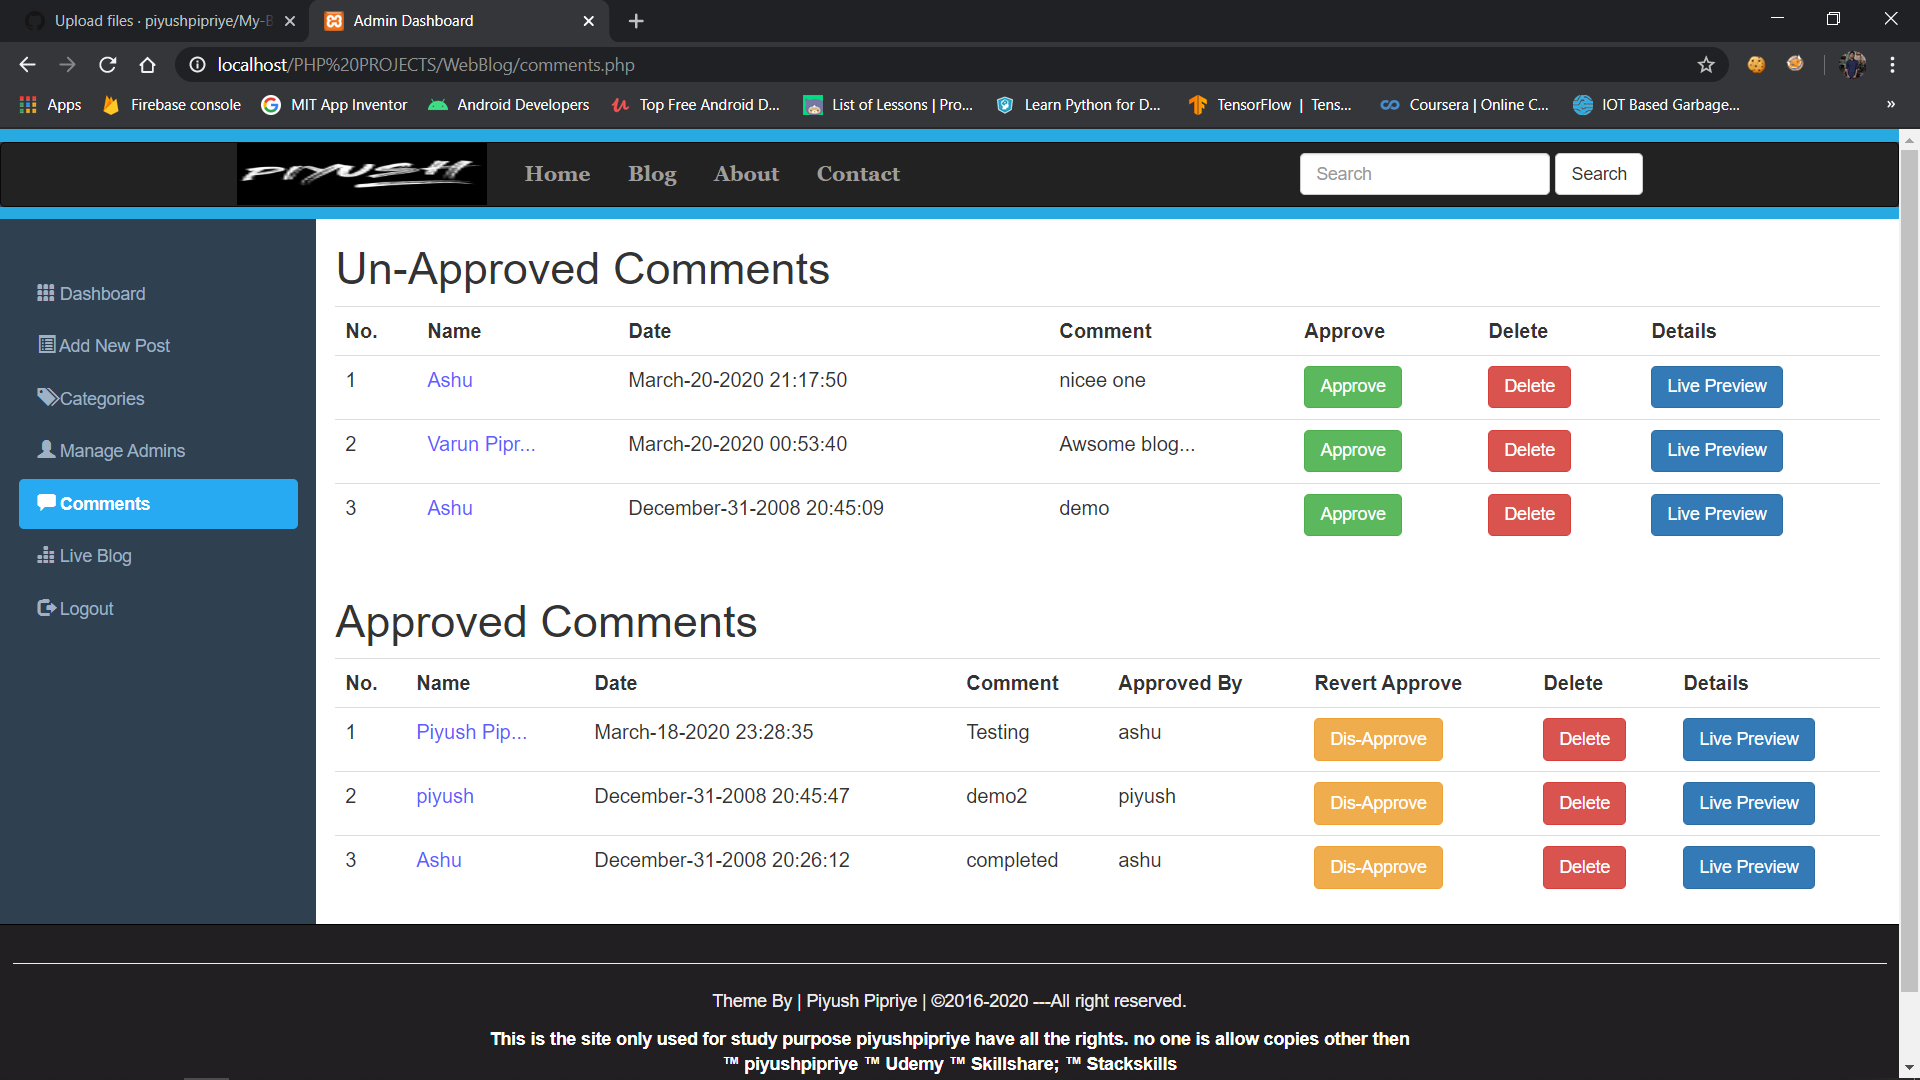 Upload files · piyushpipriye/My-B
Admin Dashboard
localhost/PHP%20PROJECTS/WebBlog/comments.php
Apps Firebase console MIT App Inventor Android Developers Top Free Android D... List of Lessons | Pro... Learn Python for D... TensorFlow | Tens... Coursera | Online C... IOT Based Garbage... »
PIYUSH Home Blog About Contact Search Search
Dashboard
Add New Post
Categories
Manage Admins
Comments
Live Blog
Logout
Un-Approved Comments
No. Name Date Comment Approve Delete Details
1 Ashu March-20-2020 21:17:50 nicee one Approve Delete Live Preview
2 Varun Pipr... March-20-2020 00:53:40 Awsome blog... Approve Delete Live Preview
3 Ashu December-31-2008 20:45:09 demo Approve Delete Live Preview
Approved Comments
No. Name Date Comment Approved By Revert Approve Delete Details
1 Piyush Pip... March-18-2020 23:28:35 Testing ashu Dis-Approve Delete Live Preview
2 piyush December-31-2008 20:45:47 demo2 piyush Dis-Approve Delete Live Preview
3 Ashu December-31-2008 20:26:12 completed ashu Dis-Approve Delete Live Preview
Theme By | Piyush Pipriye | ©2016-2020 ---All right reserved.
This is the site only used for study purpose piyushpipriye have all the rights. no one is allow copies other then
™ piyushpipriye ™ Udemy ™ Skillshare; ™ Stackskills